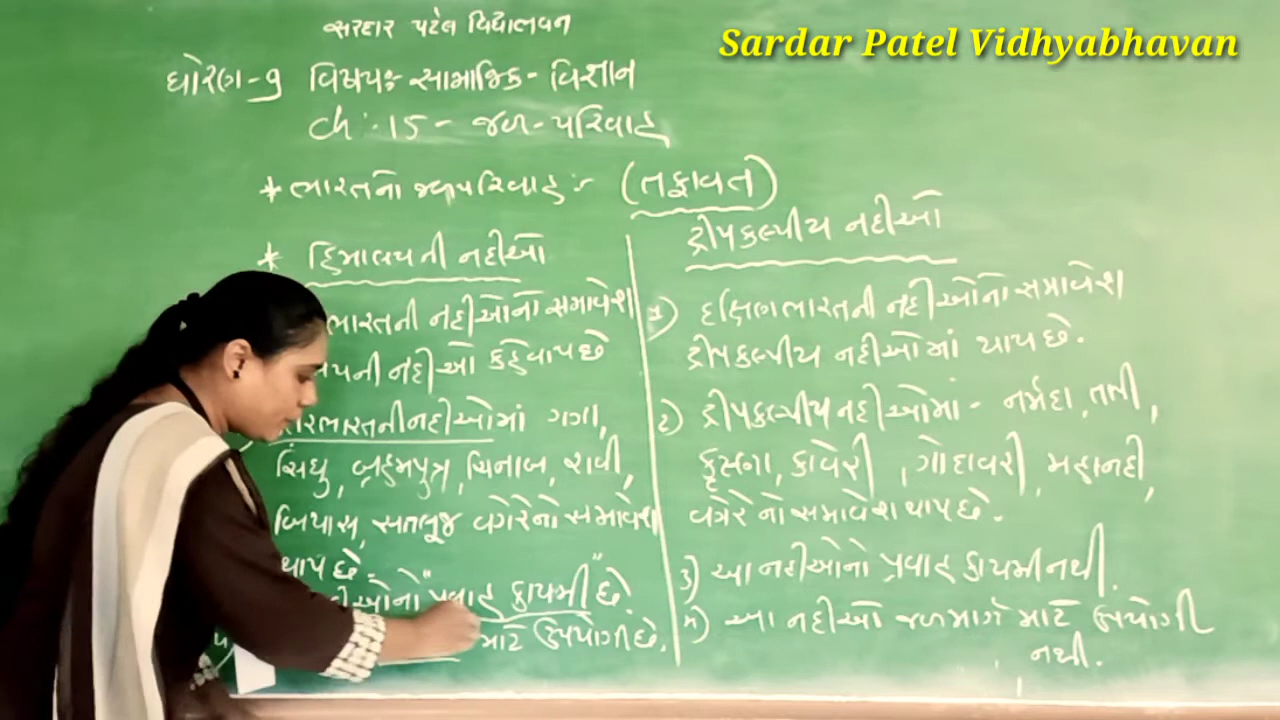 સરદાર પટેલ વિદ્યાભવન
Sardar Patel Vidhyabhavan
ધોરણ-9 વિષયઃ સામાજિક-વિજ્ઞાન
ch:-15- જળ-પરિવાહ
* ભારતનો જળપરિવાહ :- (તફાવત)
* હિમાલયની નદીઓ
ભારતની નદીઓનો સમાવેશ
નદીઓ કહેવાય છે
ભારતની નદીઓમાં ગંગા,
સિંધુ, બ્રહ્મપુત્ર, ચિનાબ, રાવી,
બિયાસ, સતલુજ વગેરેનો સમાવેશ
થાય છે.
"પ્રવાહ કાયમી" છે.
માટે ઉપયોગી છે.
દ્વીપકલ્પીય નદીઓ
1) દક્ષિણ ભારતની નદીઓનો સમાવેશ
દ્વીપકલ્પીય નદીઓમાં થાય છે.
2) દ્વીપકલ્પીય નદીઓમાં - નર્મદા, તાપી,
ક્રૃષ્ણા, કાવેરી, ગોદાવરી, મહાનદી,
વગેરેનો સમાવેશ થાય છે.
3) આ નદીઓનો પ્રવાહ કાયમી નથી.
4) આ નદીઓ જળમાર્ગ માટે ઉપયોગી
નથી.